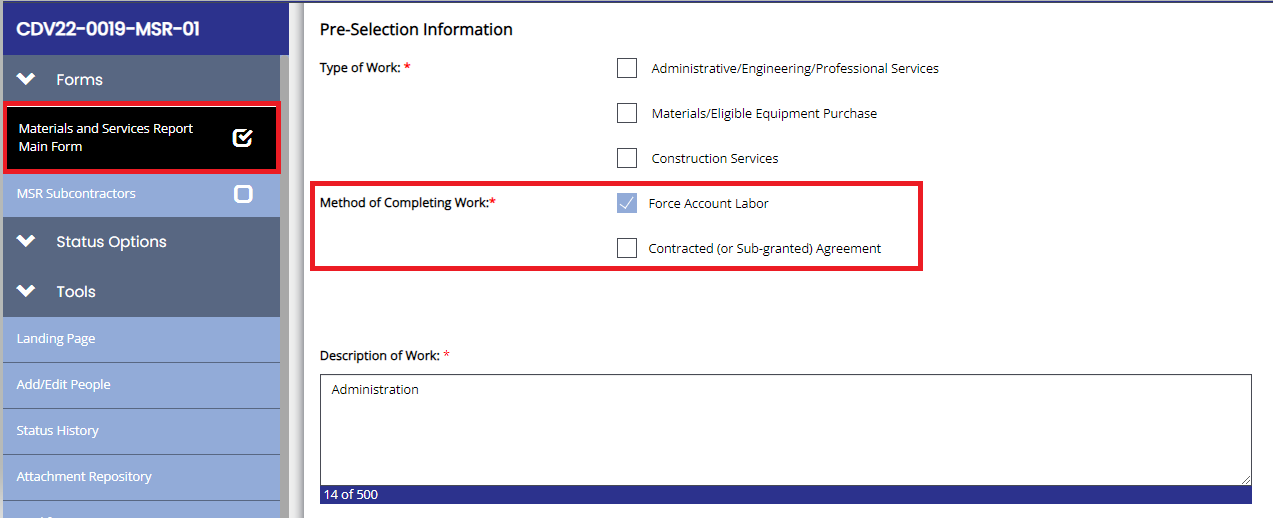 CDV22-0019-MSR-01
Forms
Materials and Services Report
Main Form
MSR Subcontractors
Status Options
Tools
Landing Page
Add/Edit People
Status History
Attachment Repository
Pre-Selection Information
Type of Work: *
Administrative/Engineering/Professional Services
Materials/Eligible Equipment Purchase
Construction Services
Method of Completing Work:*
Force Account Labor
Contracted (or Sub-granted) Agreement
Description of Work: *
Administration
14 of 500